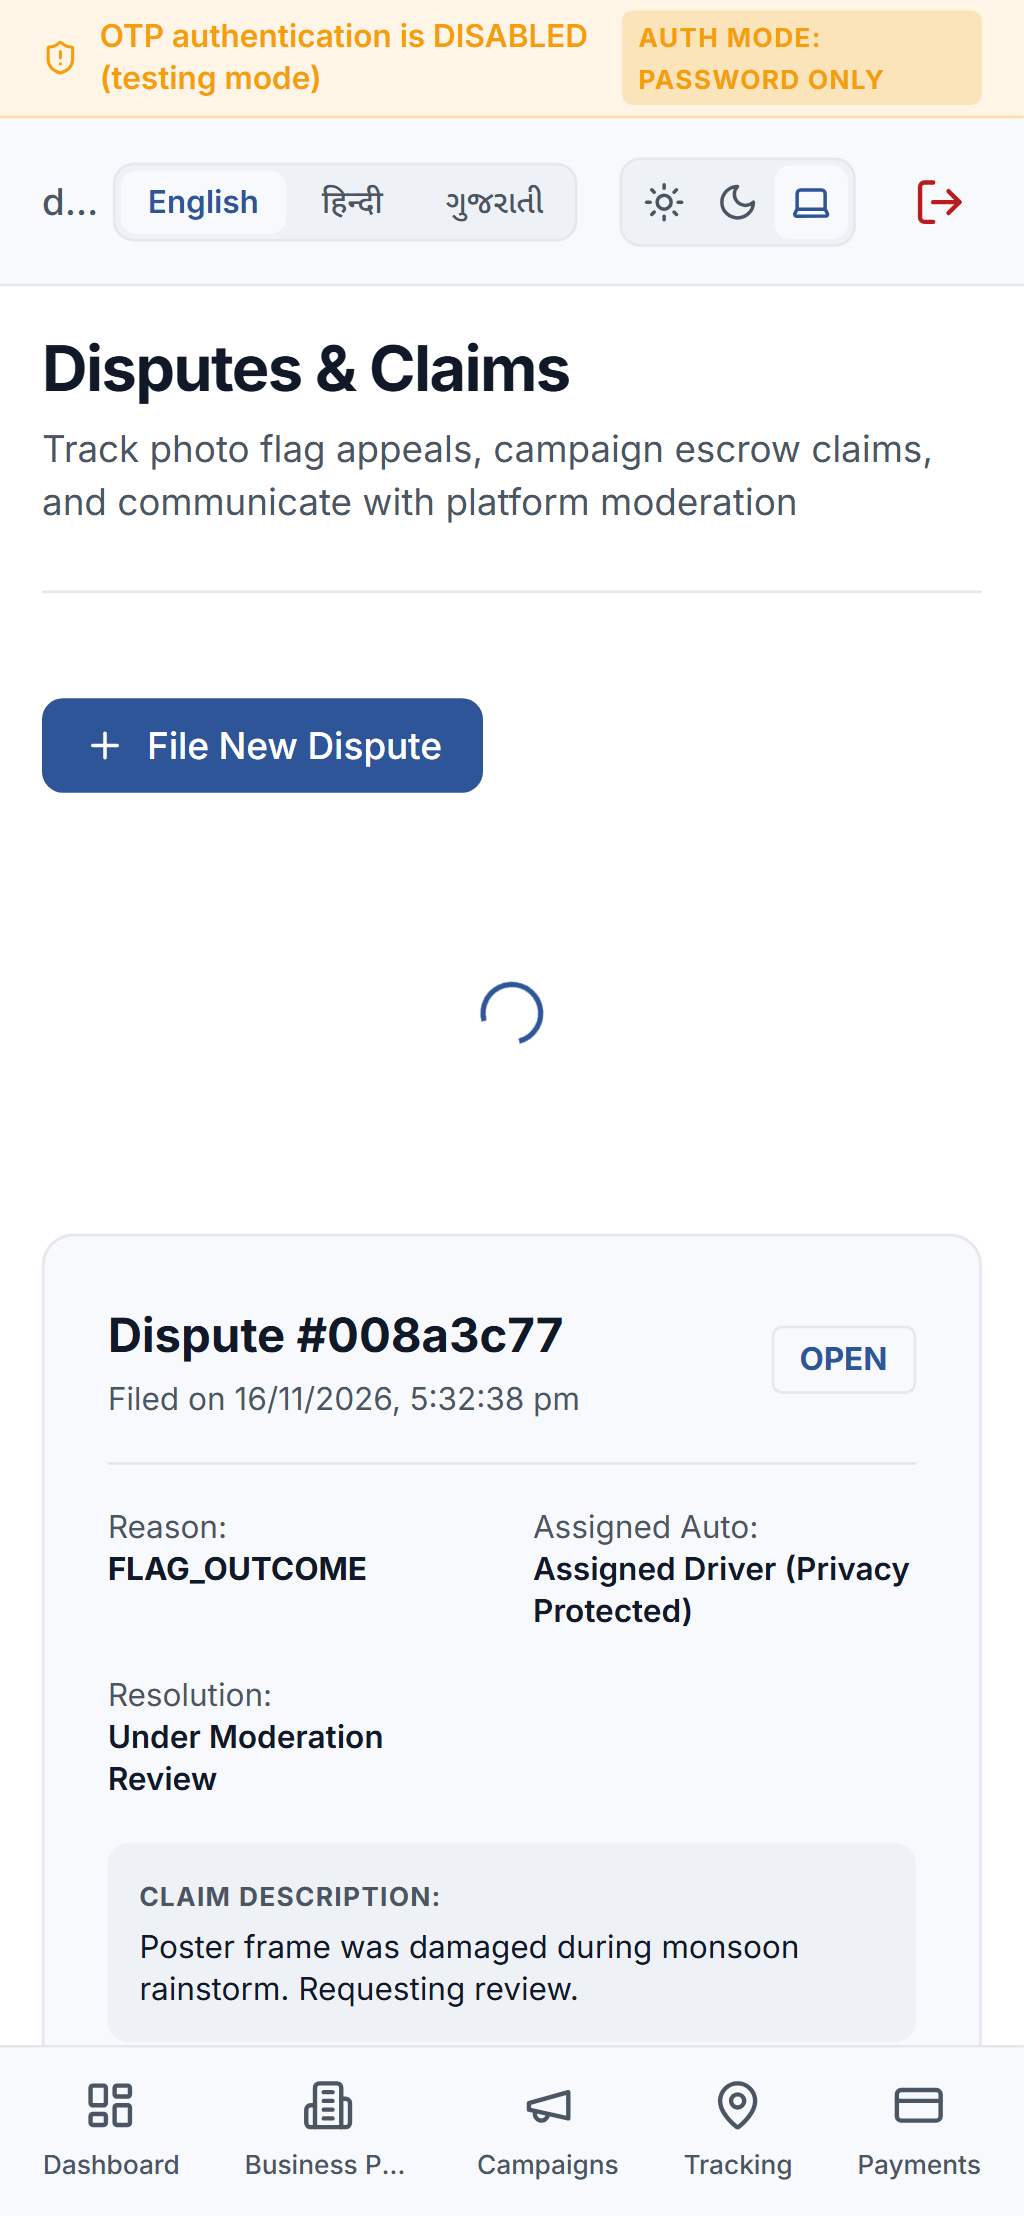 OTP authentication is DISABLED
(testing mode)
AUTH MODE:
PASSWORD ONLY
d...
English
हिन्दी
ગુજરાતી
Disputes & Claims
Track photo flag appeals, campaign escrow claims,
and communicate with platform moderation
File New Dispute
Dispute #008a3c77
Filed on 16/11/2026, 5:32:38 pm
OPEN
Reason:
FLAG_OUTCOME
Assigned Auto:
Assigned Driver (Privacy
Protected)
Resolution:
Under Moderation
Review
CLAIM DESCRIPTION:
Poster frame was damaged during monsoon
rainstorm. Requesting review.
Dashboard
Business P...
Campaigns
Tracking
Payments